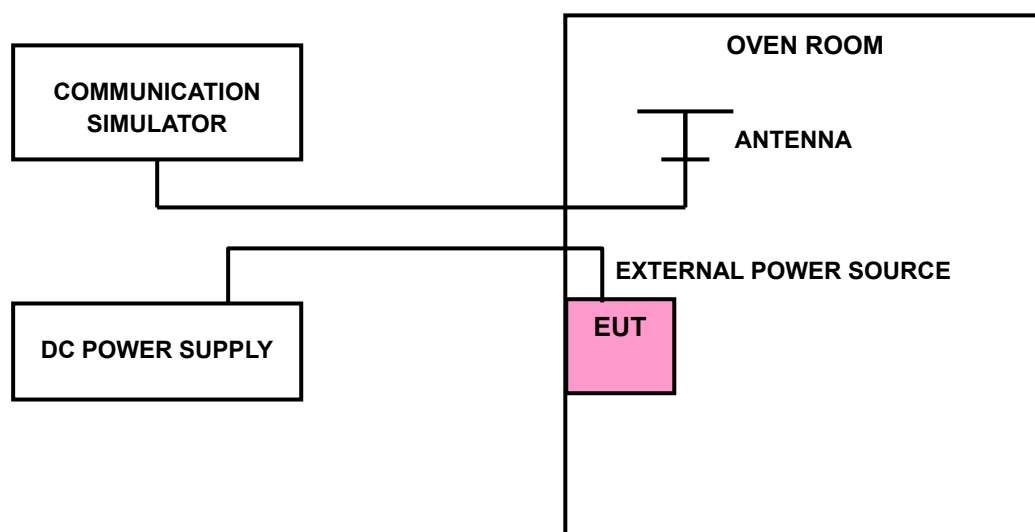 OVEN ROOM
COMMUNICATION
SIMULATOR
ANTENNA
EXTERNAL POWER SOURCE
EUT
DC POWER SUPPLY